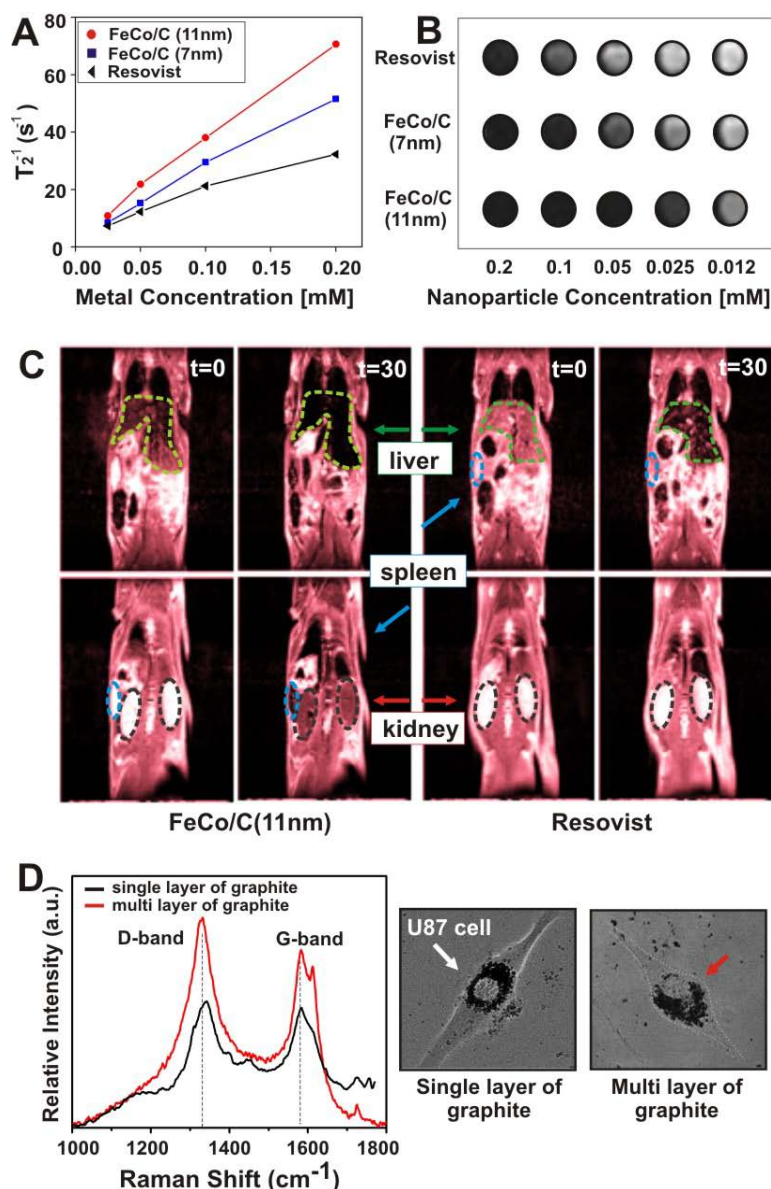 A
FeCo/C (11nm)
FeCo/C (7nm)
Resovist
80
60
40
20
0
T2-1 (s-1)
0.00 0.05 0.10 0.15 0.20
Metal Concentration [mM]
B
Resovist
FeCo/C
(7nm)
FeCo/C
(11nm)
0.2 0.1 0.05 0.025 0.012
Nanoparticle Concentration [mM]
C
t=0
t=30
t=0
t=30
liver
spleen
kidney
FeCo/C(11nm)
Resovist
D
single layer of graphite
multi layer of graphite
D-band
G-band
Relative Intensity (a.u.)
1000 1200 1400 1600 1800
Raman Shift (cm-1)
U87 cell
Single layer of
graphite
Multi layer of
graphite